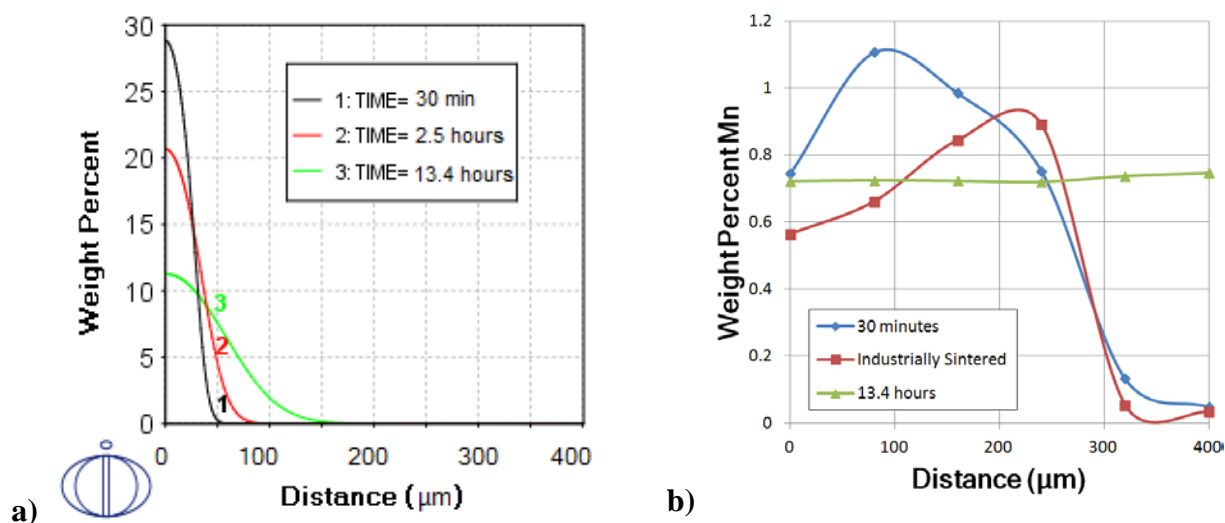 30
25
20
15
10
5
0
Weight Percent
1: TIME= 30 min
2: TIME= 2.5 hours
3: TIME= 13.4 hours
3
2
1
0
100
200
300
400
Distance (μm)
a)
1.2
1
0.8
0.6
0.4
0.2
0
Weight Percent Mn
30 minutes
Industrially Sintered
13.4 hours
0
100
200
300
400
Distance (μm)
b)